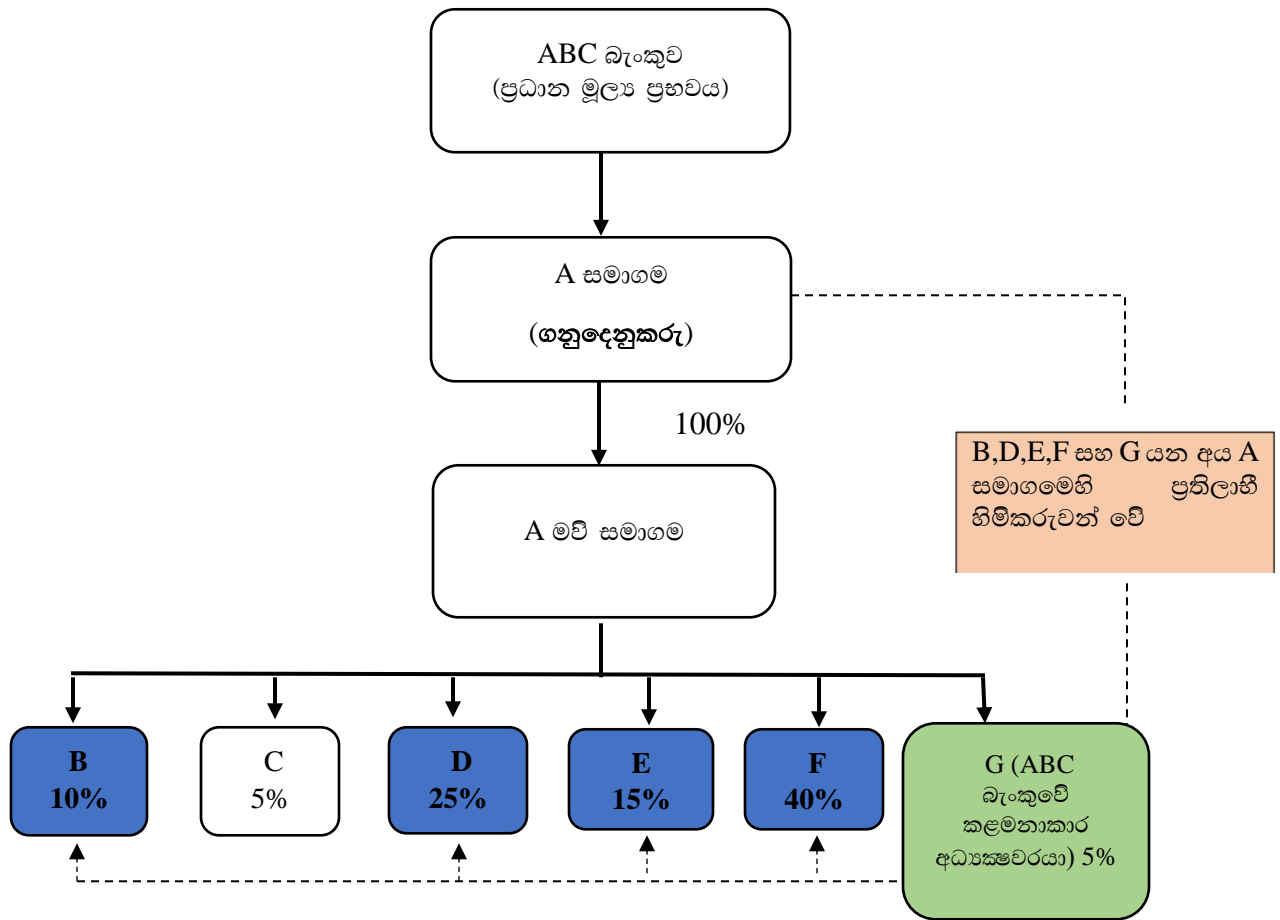 ABC බැංකුව
(ප්‍රධාන මූල්‍ය ප්‍රභවය)
A සමාගම
(ගනුදෙනුකරු)
100%
B,D,E,F සහ G යන අය A
සමාගමෙහි ප්‍රතිලාභී
හිමිකරුවන් වේ
A මව් සමාගම
B
10%
C
5%
D
25%
E
15%
F
40%
G (ABC
බැංකුවේ
කළමනාකාර
අධ්‍යක්ෂවරයා) 5%